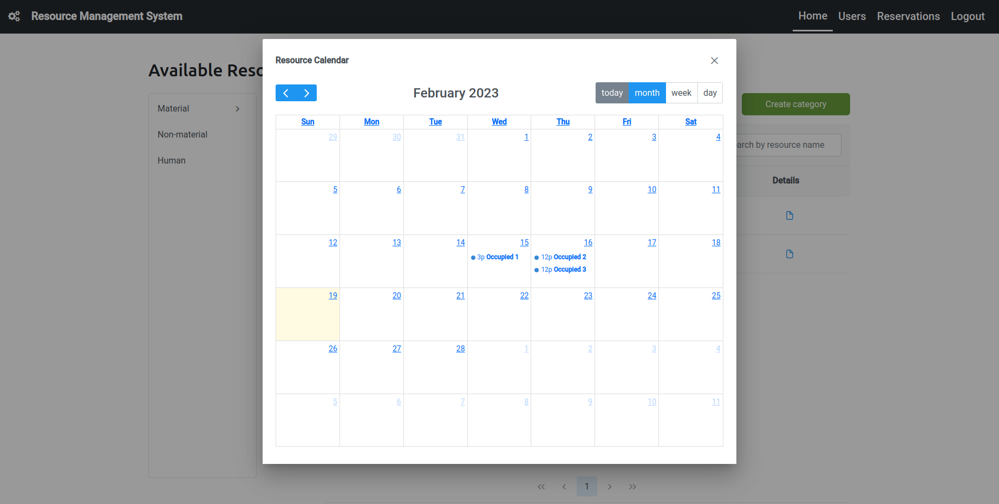 Resource Management System
Home Users Reservations Logout
Available Reso
Material
Non-material
Human
Resource Calendar
February 2023
today month week day
Sun Mon Tue Wed Thu Fri Sat
29 30 31 1 2 3 4
5 6 7 8 9 10 11
12 13 14 15 16 17 18
3p Occupied 1
12p Occupied 2
12p Occupied 3
19 20 21 22 23 24 25
26 27 28 1 2 3 4
5 6 7 8 9 10 11
Create category
arch by resource name
Details
1